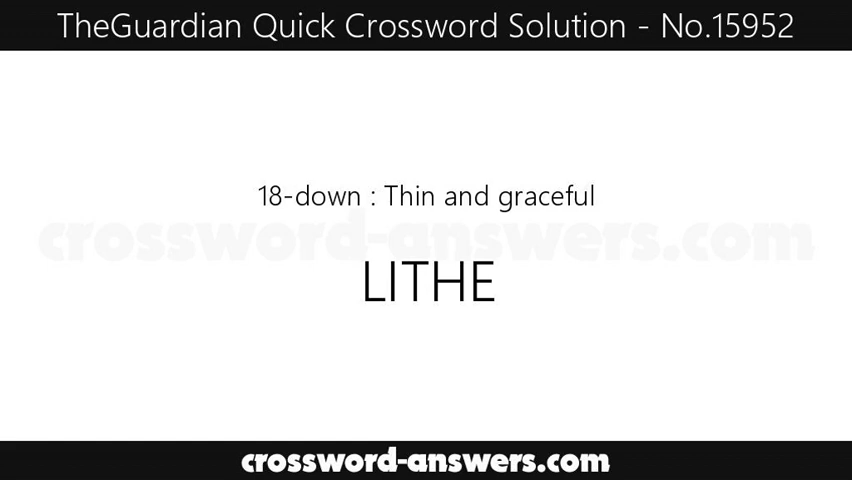 TheGuardian Quick Crossword Solution - No.15952
18-down : Thin and graceful
crossword-answers.com
LITHE
crossword-answers.com